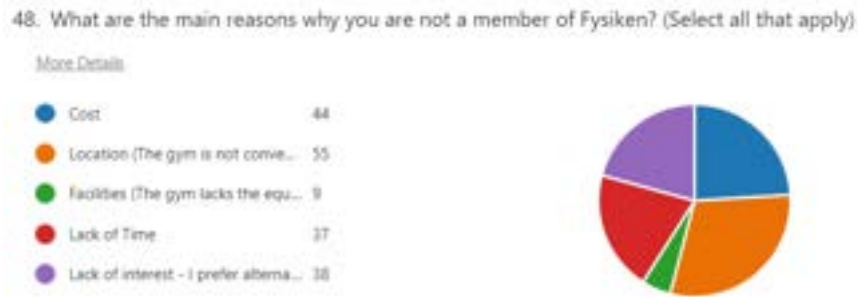 48. What are the main reasons why you are not a member of Fysiken? (Select all that apply)
More Details
Cost 44
Location (The gym is not conve... 55
Facilities (The gym lacks the equ... 9
Lack of Time 37
Lack of interest - I prefer alterna... 38